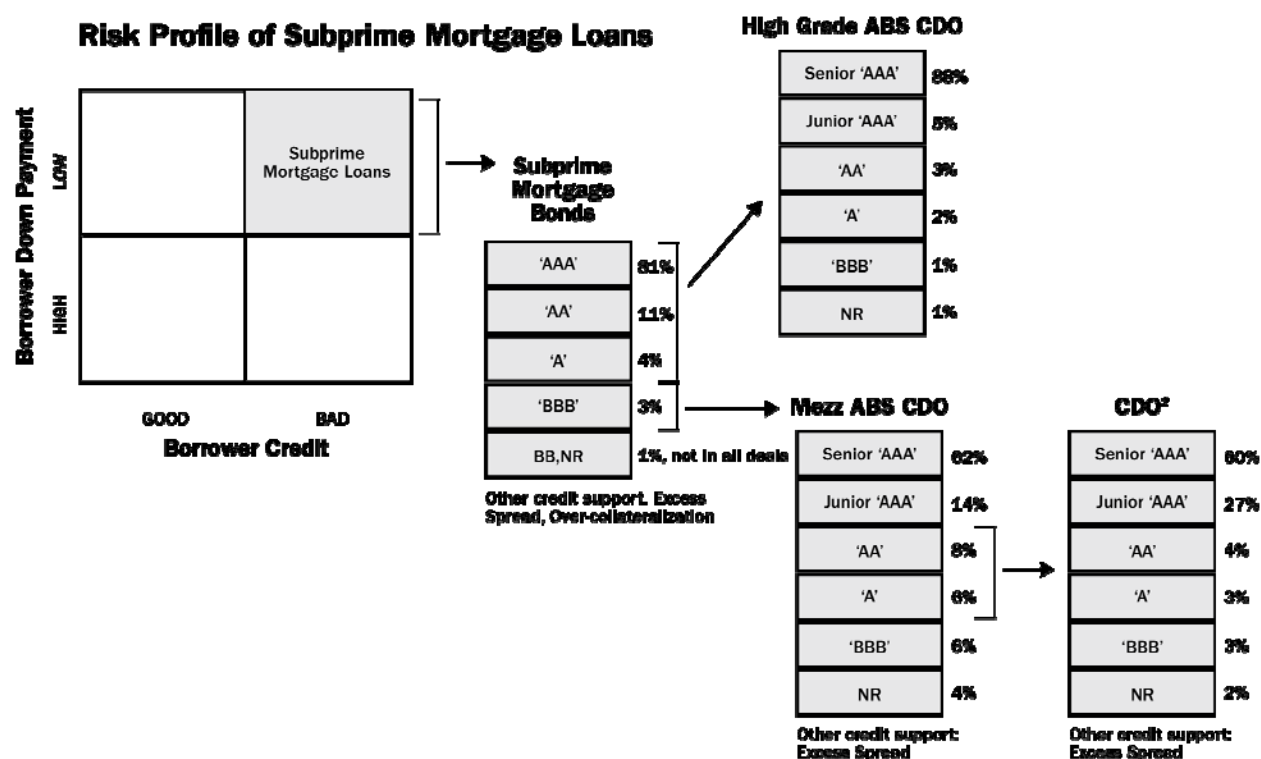 Risk Profile of Subprime Mortgage Loans
Borrower Down Payment
LOW
HIGH
Subprime
Mortgage Loans
GOOD
BAD
Borrower Credit
Subprime
Mortgage
Bonds
'AAA' 81%
'AA' 11%
'A' 4%
'BBB' 3%
BB,NR 1%, not in all deals
Other credit support. Excess
Spread, Over-collateralization
High Grade ABS CDO
Senior 'AAA' 88%
Junior 'AAA' 5%
'AA' 3%
'A' 2%
'BBB' 1%
NR 1%
Mezz ABS CDO
Senior 'AAA' 62%
Junior 'AAA' 14%
'AA' 8%
'A' 6%
'BBB' 6%
NR 4%
Other credit support:
Excess Spread
CDO²
Senior 'AAA' 60%
Junior 'AAA' 27%
'AA' 4%
'A' 3%
'BBB' 3%
NR 2%
Other credit support:
Excess Spread